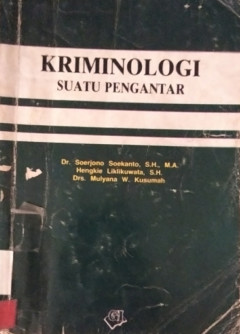 KRIMINOLOGI
SUATU PENGANTAR
Dr. Soerjono Soekanto, S.H., M.A.
Hengkie Liklikuwata, S.H.
Drs. Mulyana W. Kusumah